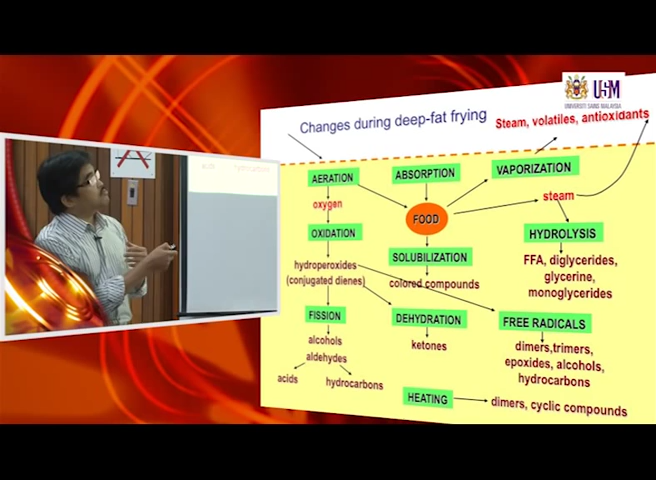 USM
UNIVERSITI SAINS MALAYSIA
Changes during deep-fat frying
Steam, volatiles, antioxidants
AERATION
ABSORPTION
VAPORIZATION
oxygen
FOOD
steam
OXIDATION
HYDROLYSIS
SOLUBILIZATION
hydroperoxides
(conjugated dienes)
colored compounds
FFA, diglycerides,
glycerine,
monoglycerides
FISSION
DEHYDRATION
FREE RADICALS
alcohols
aldehydes
ketones
acids
hydrocarbons
dimers,trimers,
epoxides, alcohols,
hydrocarbons
HEATING
dimers, cyclic compounds
acids
hydrocarbons